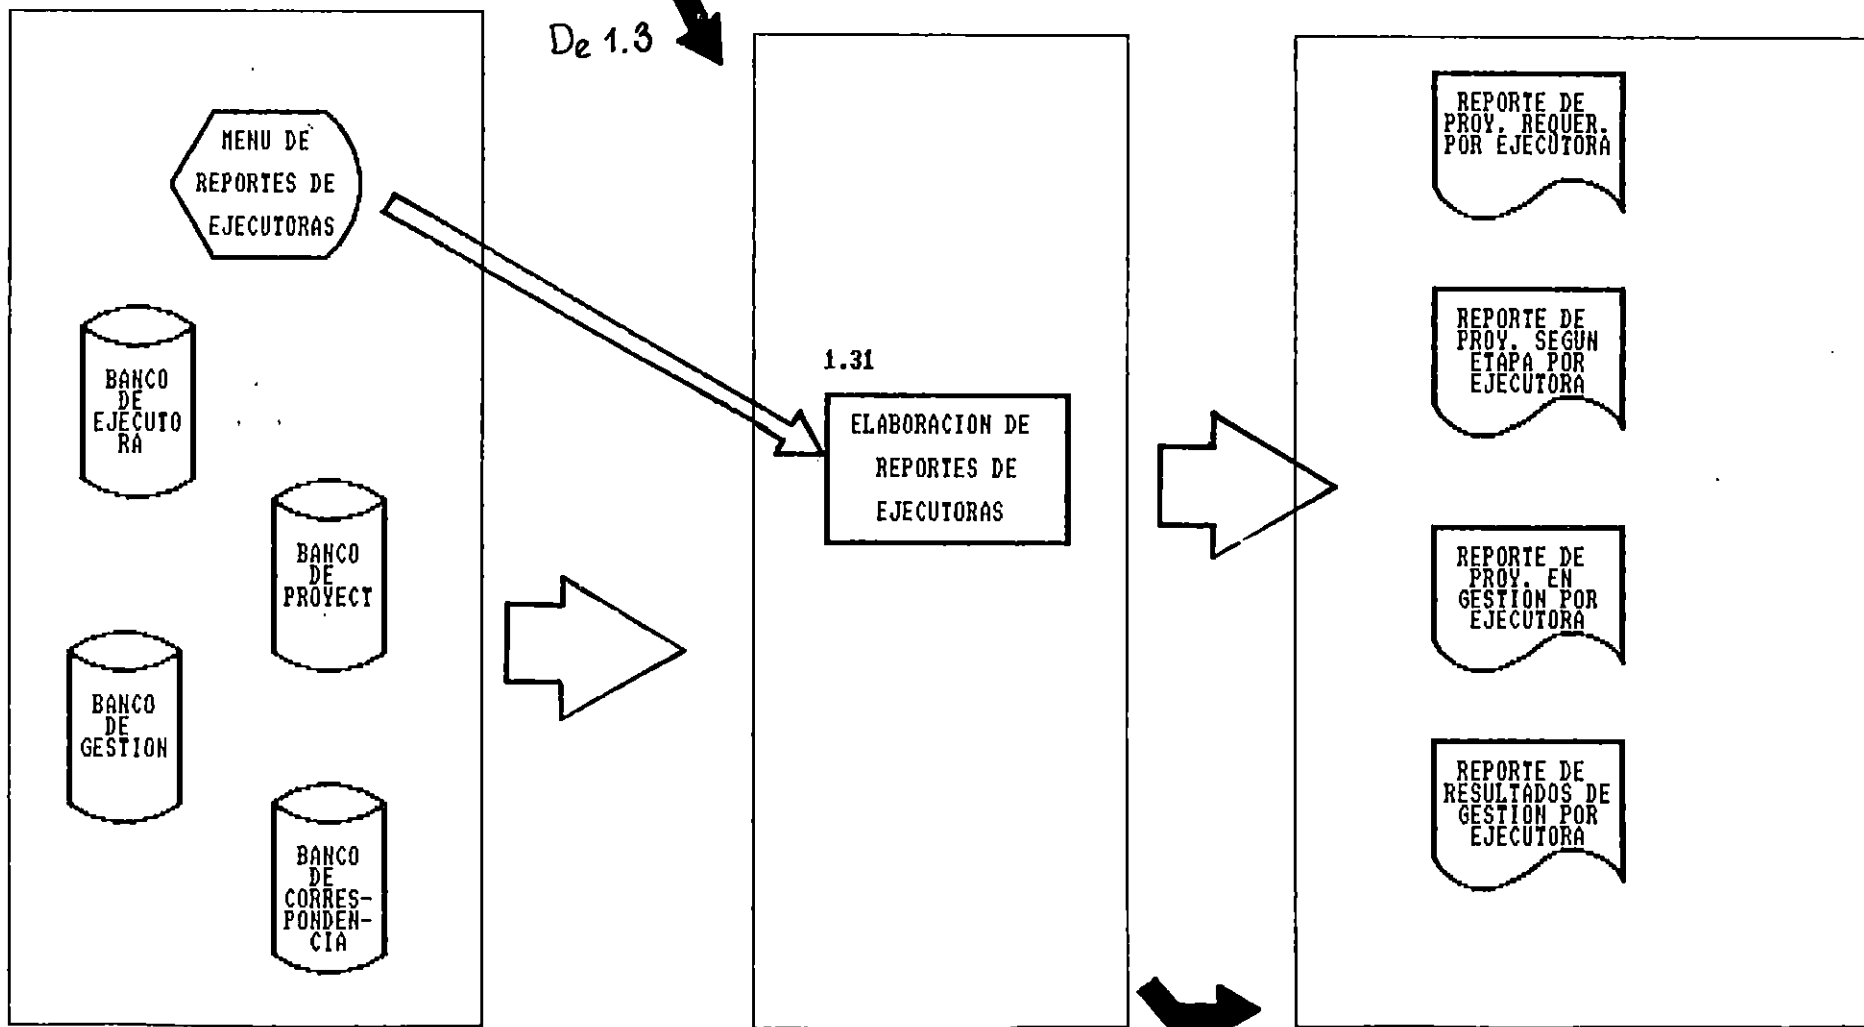 De 1.3
MENU DE
REPORTES DE
EJECUTORAS
BANCO
DE
EJECUTO
RA
BANCO
DE
PROYECT
BANCO
DE
GESTION
BANCO
DE
CORRES-
PONDEN-
CIA
1.31
ELABORACION DE
REPORTES DE
EJECUTORAS
REPORTE DE
PROY. REQUER.
POR EJECUTORA
REPORTE DE
PROY. SEGUN
ETAPA POR
EJECUTORA
REPORTE DE
PROY. EN
GESTION POR
EJECUTORA
REPORTE DE
RESULTADOS DE
GESTION POR
EJECUTORA